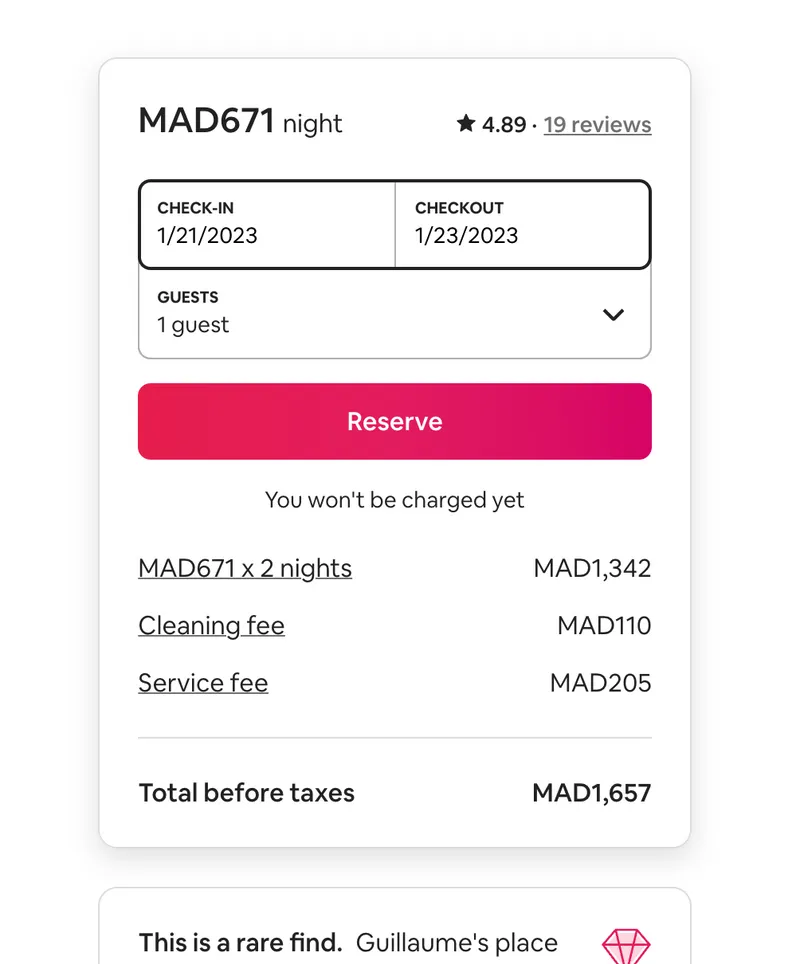 MAD671 night ★ 4.89 · 19 reviews
CHECK-IN CHECKOUT
1/21/2023 1/23/2023
GUESTS
1 guest
Reserve
You won't be charged yet
MAD671 x 2 nights MAD1,342
Cleaning fee MAD110
Service fee MAD205
Total before taxes MAD1,657
This is a rare find. Guillaume's place